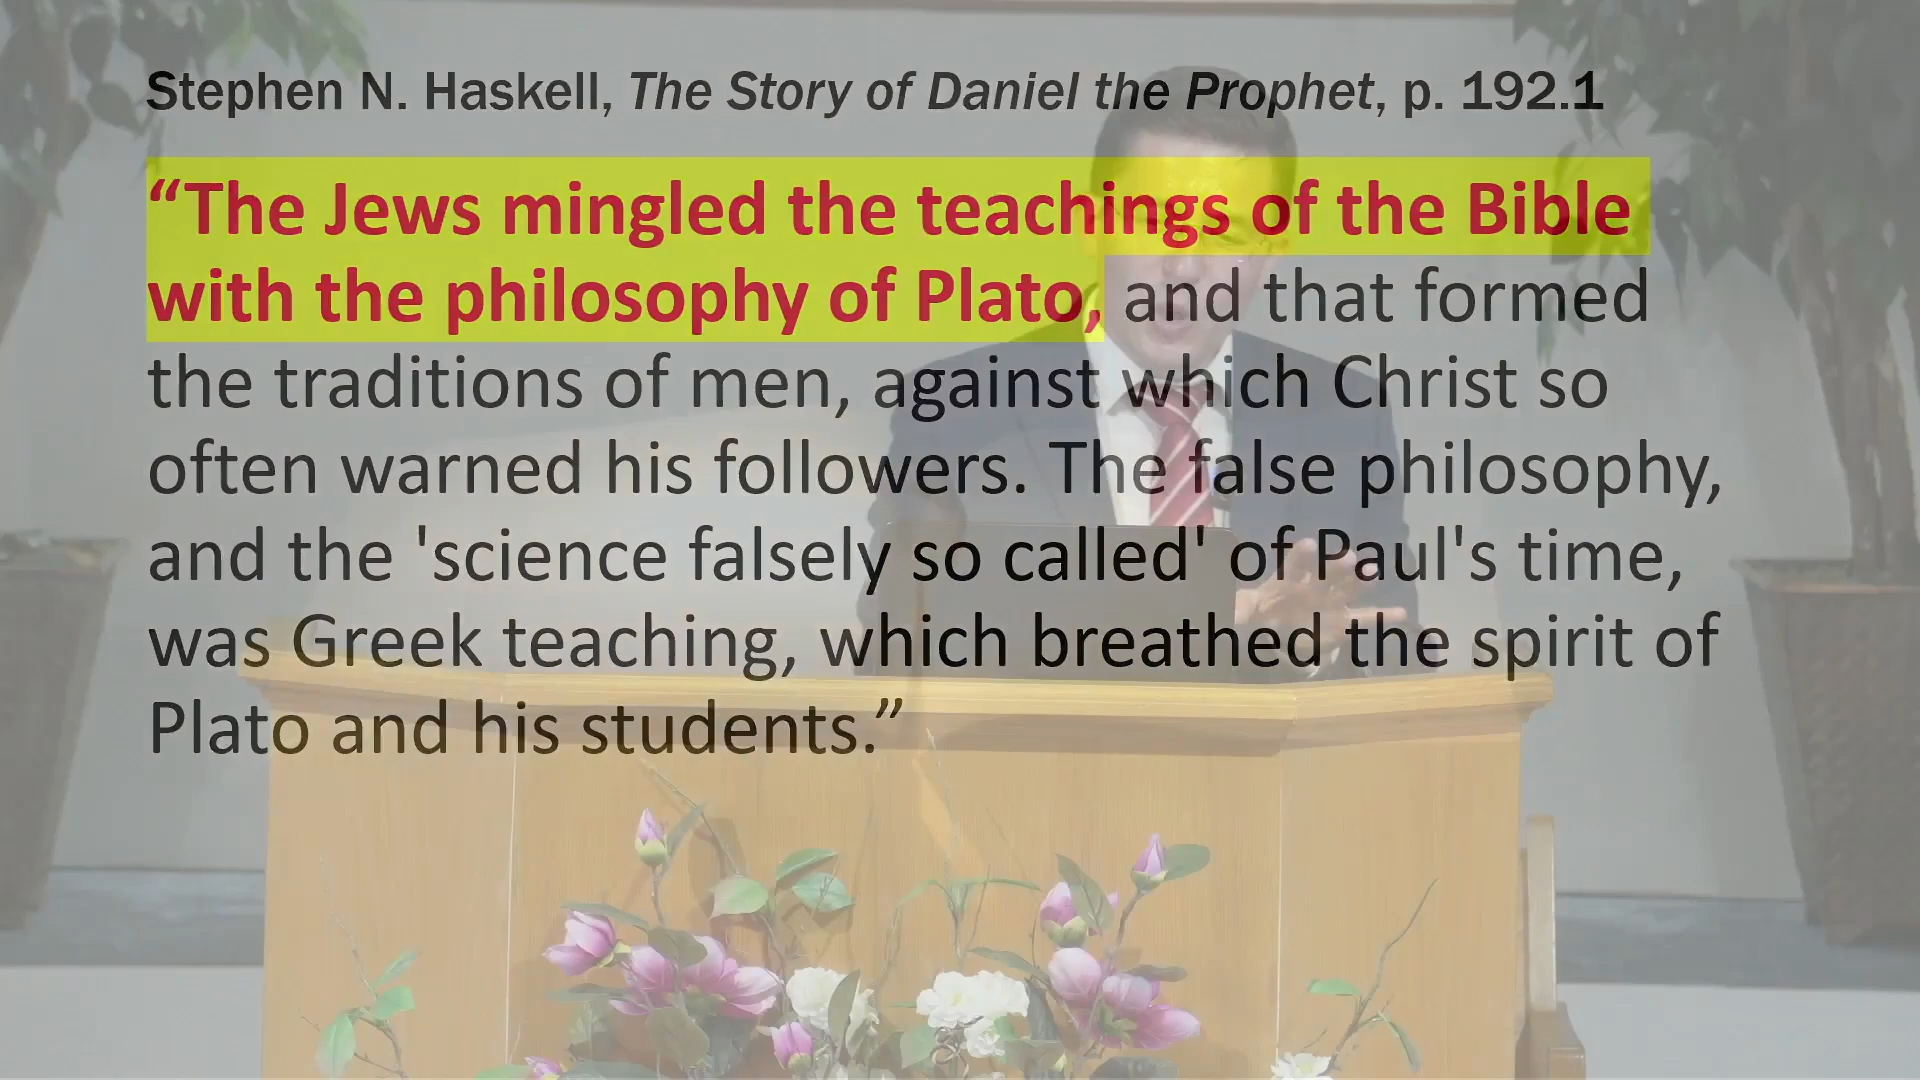 Stephen N. Haskell, The Story of Daniel the Prophet, p. 192.1
“The Jews mingled the teachings of the Bible
with the philosophy of Plato, and that formed
the traditions of men, against which Christ so
often warned his followers. The false philosophy,
and the 'science falsely so called' of Paul's time,
was Greek teaching, which breathed the spirit of
Plato and his students.”